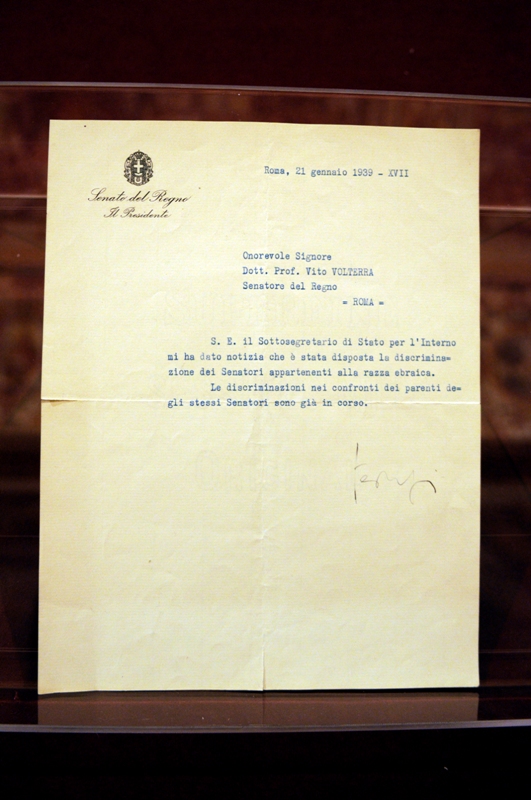 Senato del Regno
Il Presidente
Roma, 21 gennaio 1939 - XVII
Onorevole Signore
Dott. Prof. Vito VOLTERRA
Senatore del Regno
= ROMA =
S. E. il Sottosegretario di Stato per l'Interno
mi ha dato notizia che è stata disposta la discrimina=
zione dei Senatori appartenenti alla razza ebraica.
Le discriminazioni nei confronti dei parenti de=
gli stessi Senatori sono già in corso.